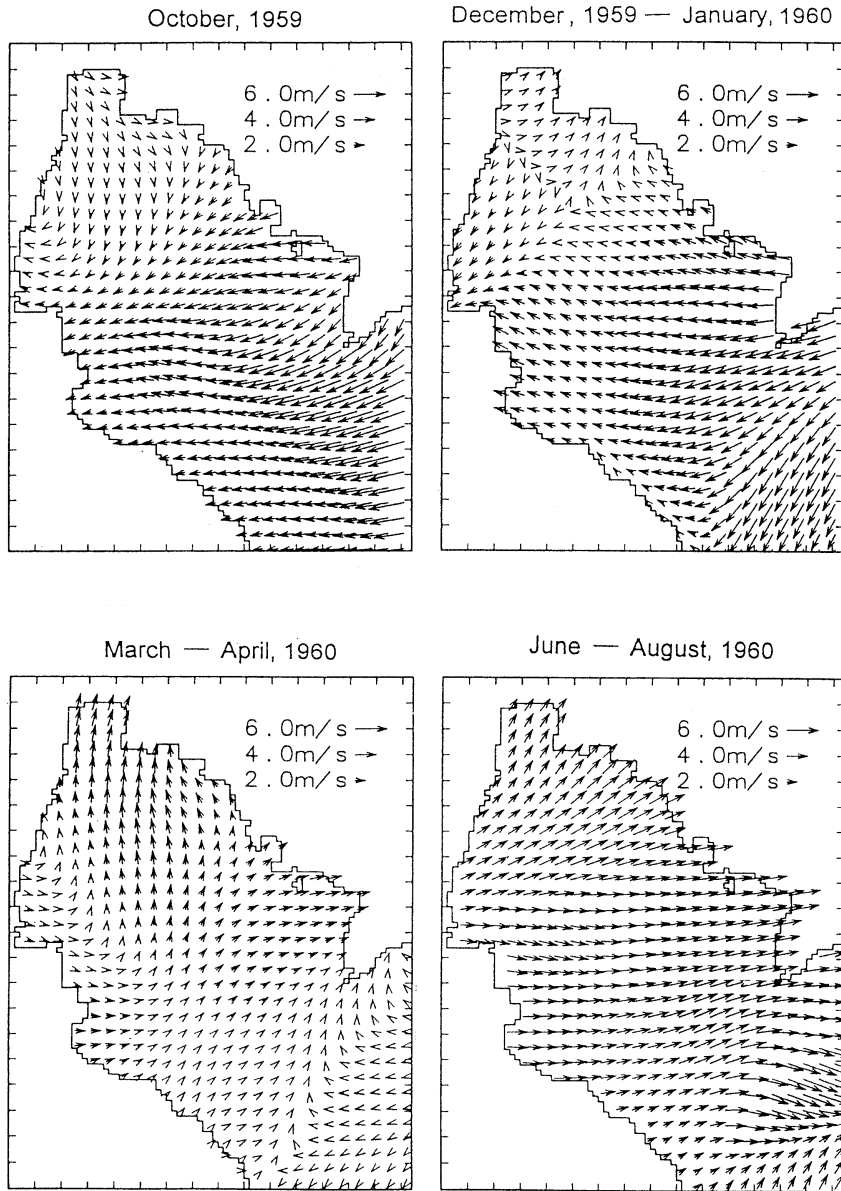 October, 1959
6.0m/s
4.0m/s
2.0m/s
December, 1959 — January, 1960
6.0m/s
4.0m/s
2.0m/s
March — April, 1960
6.0m/s
4.0m/s
2.0m/s
June — August, 1960
6.0m/s
4.0m/s
2.0m/s